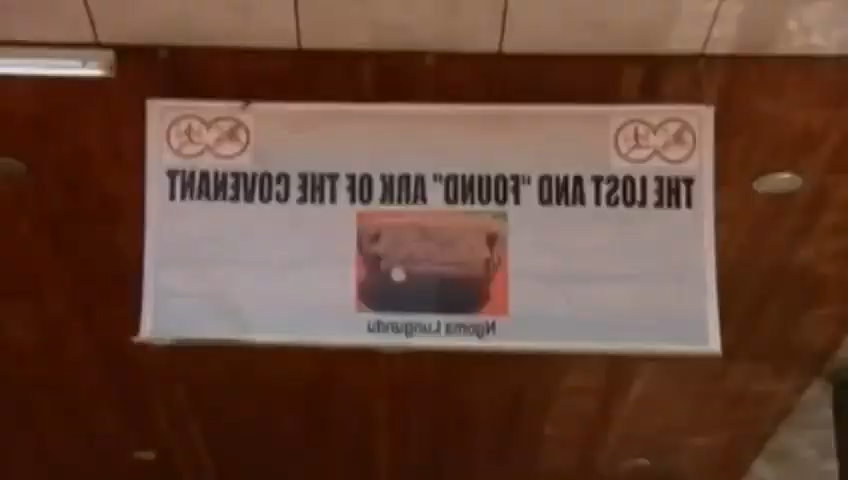 THE LOST AND "FOUND" ARK OF THE COVENANT
Ngoma Lungundu